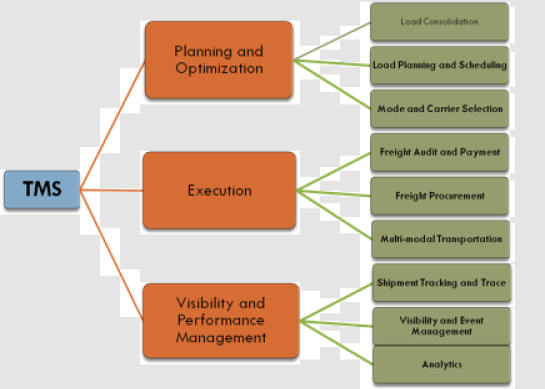 TMS
Planning and
Optimization
Load Consolidation
Load Planning and Scheduling
Mode and Carrier Selection
Execution
Freight Audit and Payment
Freight Procurement
Multi-modal Transportation
Visibility and
Performance
Management
Shipment Tracking and Trace
Visibility and Event
Management
Analytics